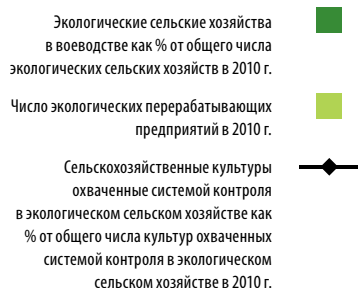 Экологические сельские хозяйства
в воеводстве как % от общего числа
экологических сельских хозяйств в 2010 г.
Число экологических перерабатывающих
предприятий в 2010 г.
Сельскохозяйственные культуры
охваченные системой контроля
в экологическом сельском хозяйстве как
% от общего числа культур охваченных
системой контроля в экологическом
сельском хозяйстве в 2010 г.